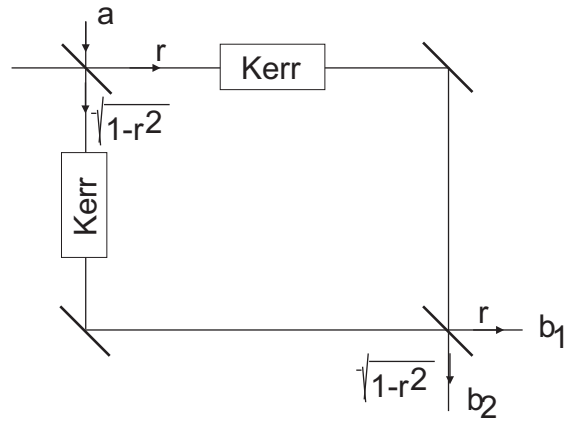 a
r
Kerr
√1-r²
Kerr
r
b₁
√1-r²
b₂